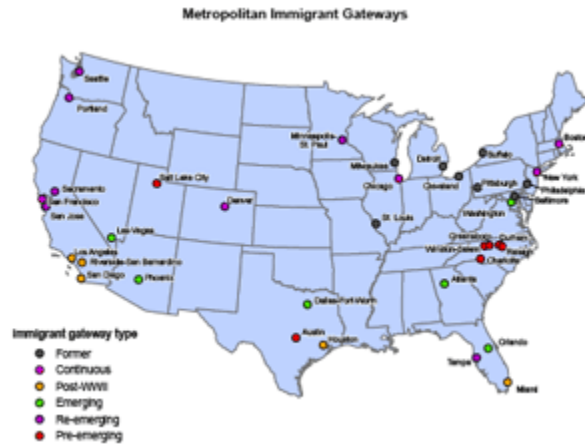 Metropolitan Immigrant Gateways
Seattle
Portland
Minneapolis-
St. Paul
Milwaukee
Detroit
Buffalo
Boston
Chicago
Cleveland
Pittsburgh
New York
Philadelphia
Baltimore
Washington
Salt Lake City
Denver
Sacramento
San Francisco
San Jose
Las Vegas
St. Louis
Greensboro
Durham
Winston-Salem
Raleigh
Charlotte
Los Angeles
Riverside-San Bernardino
San Diego
Phoenix
Dallas-Fort Worth
Atlanta
Austin
Houston
Orlando
Tampa
Miami
Immigrant gateway type
Former
Continuous
Post-WWII
Emerging
Re-emerging
Pre-emerging